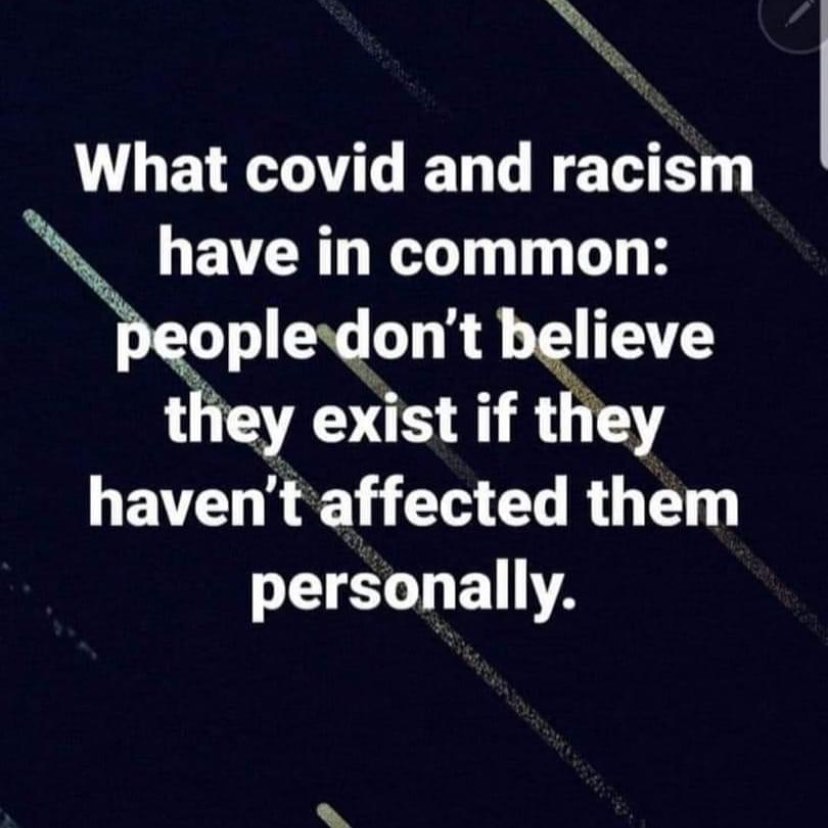 What covid and racism
have in common:
people don’t believe
they exist if they
haven’t affected them
personally.